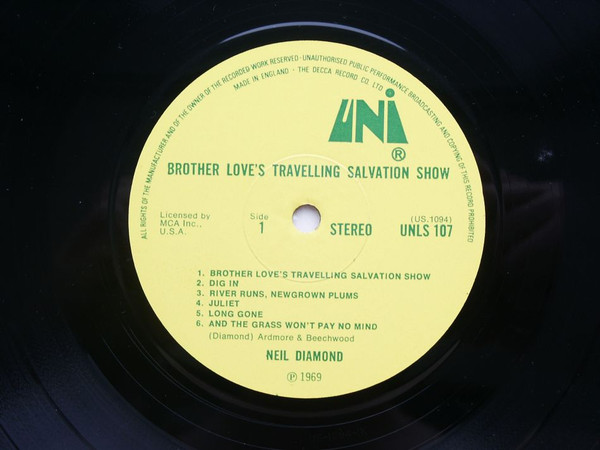 ALL RIGHTS OF THE MANUFACTURER AND OF THE OWNER OF THE RECORDED WORK RESERVED · UNAUTHORISED PUBLIC PERFORMANCE BROADCASTING AND COPYING OF THIS RECORD PROHIBITED
MADE IN ENGLAND · THE DECCA RECORD CO. LTD.
UNI
®
BROTHER LOVE'S TRAVELLING SALVATION SHOW
Licensed by
MCA Inc.,
U.S.A.
Side
1
STEREO
(US.1094)
UNLS 107
1. BROTHER LOVE'S TRAVELLING SALVATION SHOW
2. DIG IN
3. RIVER RUNS, NEWGROWN PLUMS
4. JULIET
5. LONG GONE
6. AND THE GRASS WON'T PAY NO MIND
(Diamond) Ardmore & Beechwood
NEIL DIAMOND
℗ 1969